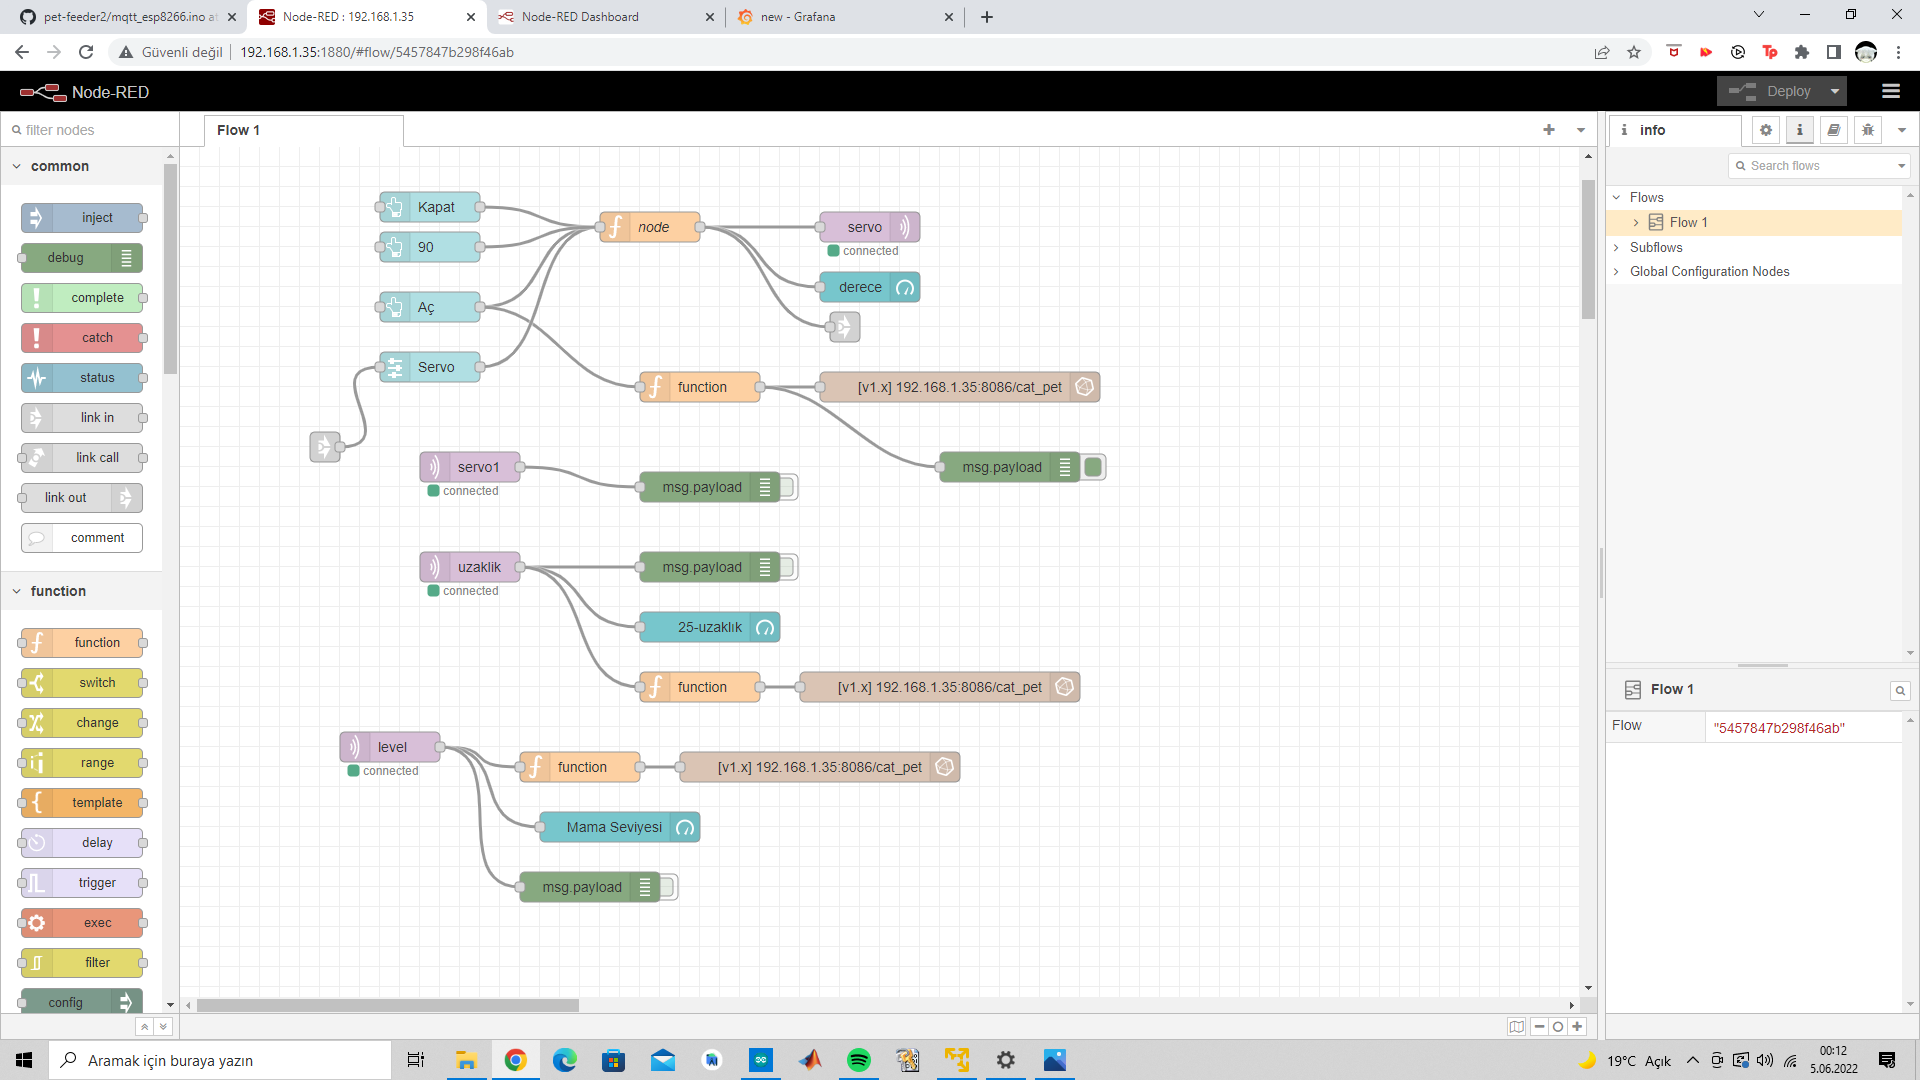 pet-feeder2/mqtt_esp8266.ino at
Node-RED : 192.168.1.35
Node-RED Dashboard
new - Grafana
Güvenli değil
192.168.1.35:1880/#flow/5457847b298f46ab
Node-RED
Deploy
filter nodes
common
inject
debug
complete
catch
status
link in
link call
link out
comment
function
function
switch
change
range
template
delay
trigger
exec
filter
config
Flow 1
Kapat
90
Aç
Servo
node
servo
connected
derece
function
[v1.x] 192.168.1.35:8086/cat_pet
msg.payload
servo1
connected
msg.payload
uzaklik
connected
msg.payload
25-uzaklık
function
[v1.x] 192.168.1.35:8086/cat_pet
level
connected
function
[v1.x] 192.168.1.35:8086/cat_pet
Mama Seviyesi
msg.payload
info
Search flows
Flows
Flow 1
Subflows
Global Configuration Nodes
Flow 1
Flow
"5457847b298f46ab"
Aramak için buraya yazın
19°C Açık
00:12
5.06.2022